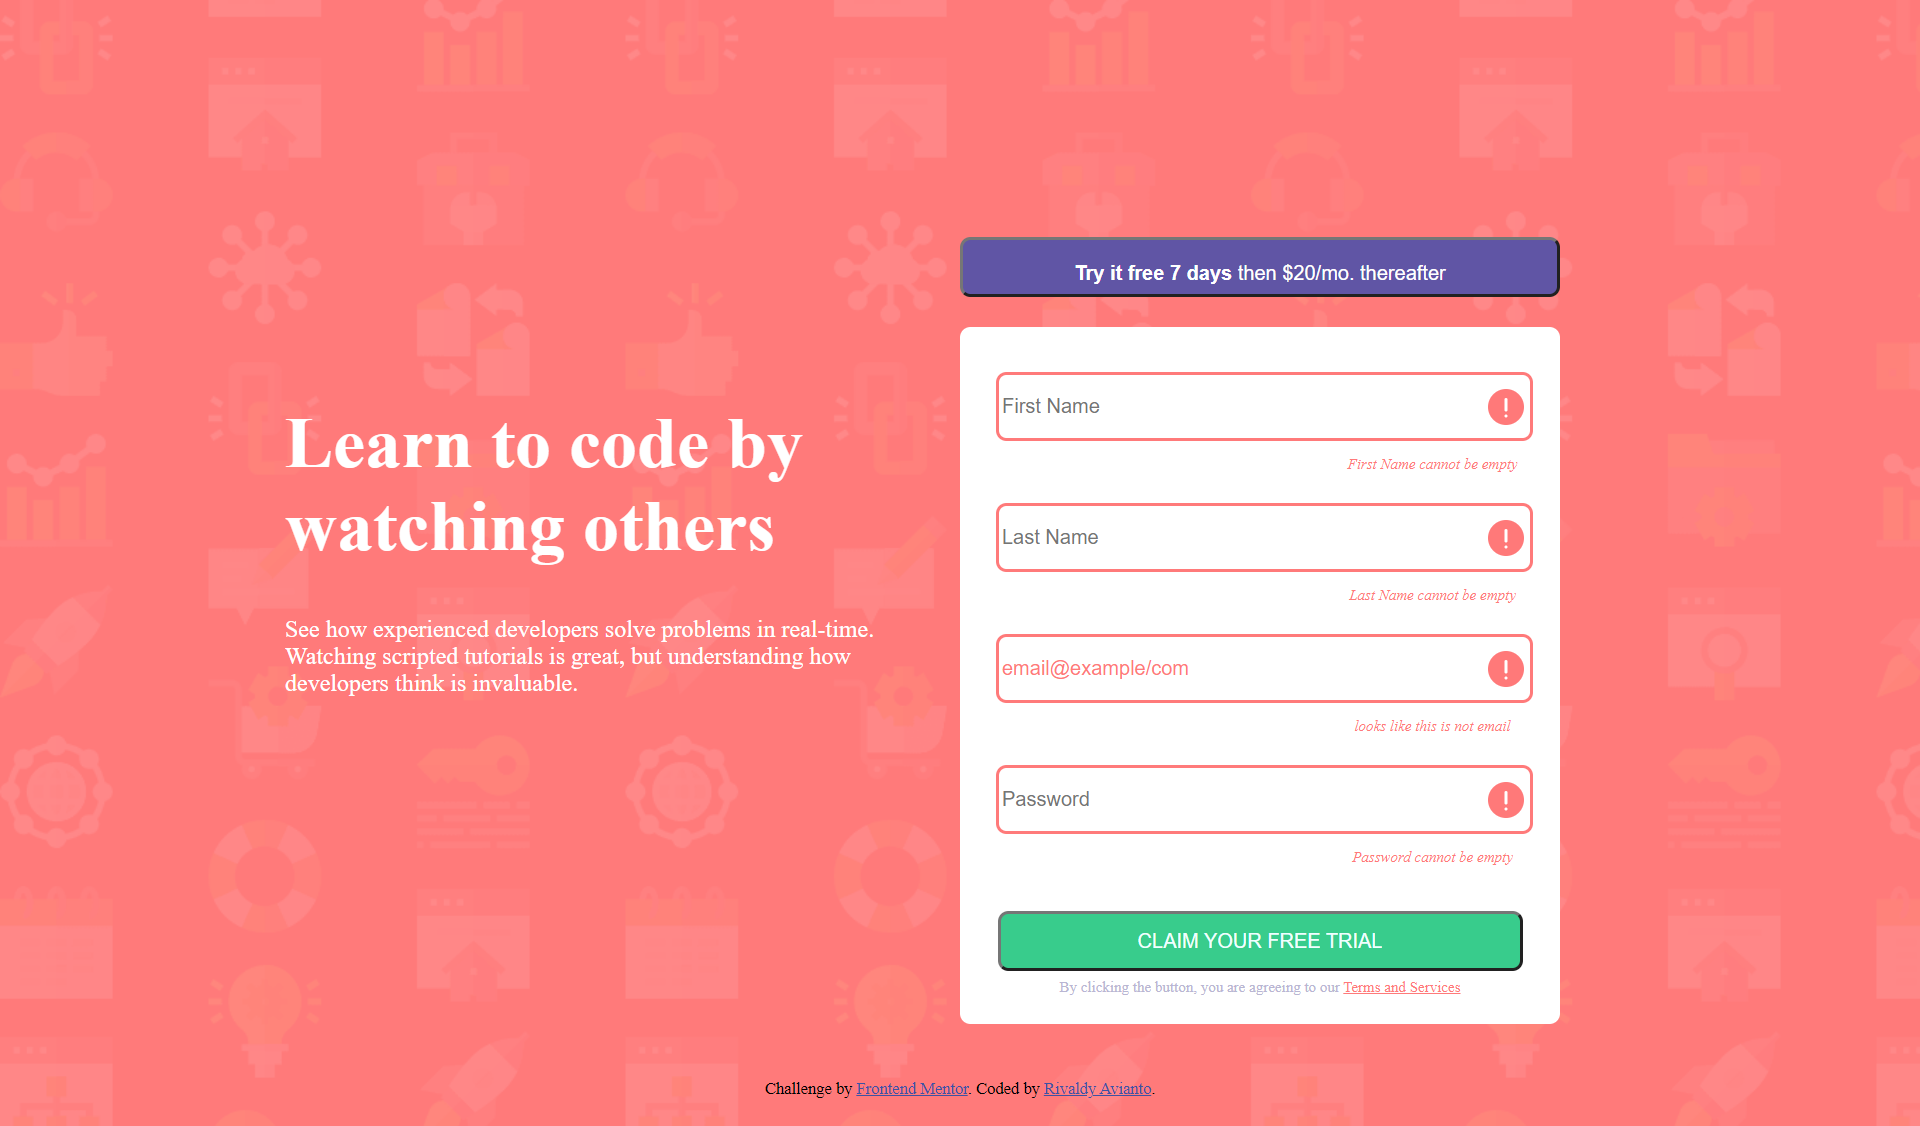 Learn to code by
watching others
See how experienced developers solve problems in real-time.
Watching scripted tutorials is great, but understanding how
developers think is invaluable.
Try it free 7 days then $20/mo. thereafter
First Name
First Name cannot be empty
Last Name
Last Name cannot be empty
email@example/com
looks like this is not email
Password
Password cannot be empty
CLAIM YOUR FREE TRIAL
By clicking the button, you are agreeing to our Terms and Services
Challenge by Frontend Mentor. Coded by Rivaldy Avianto.